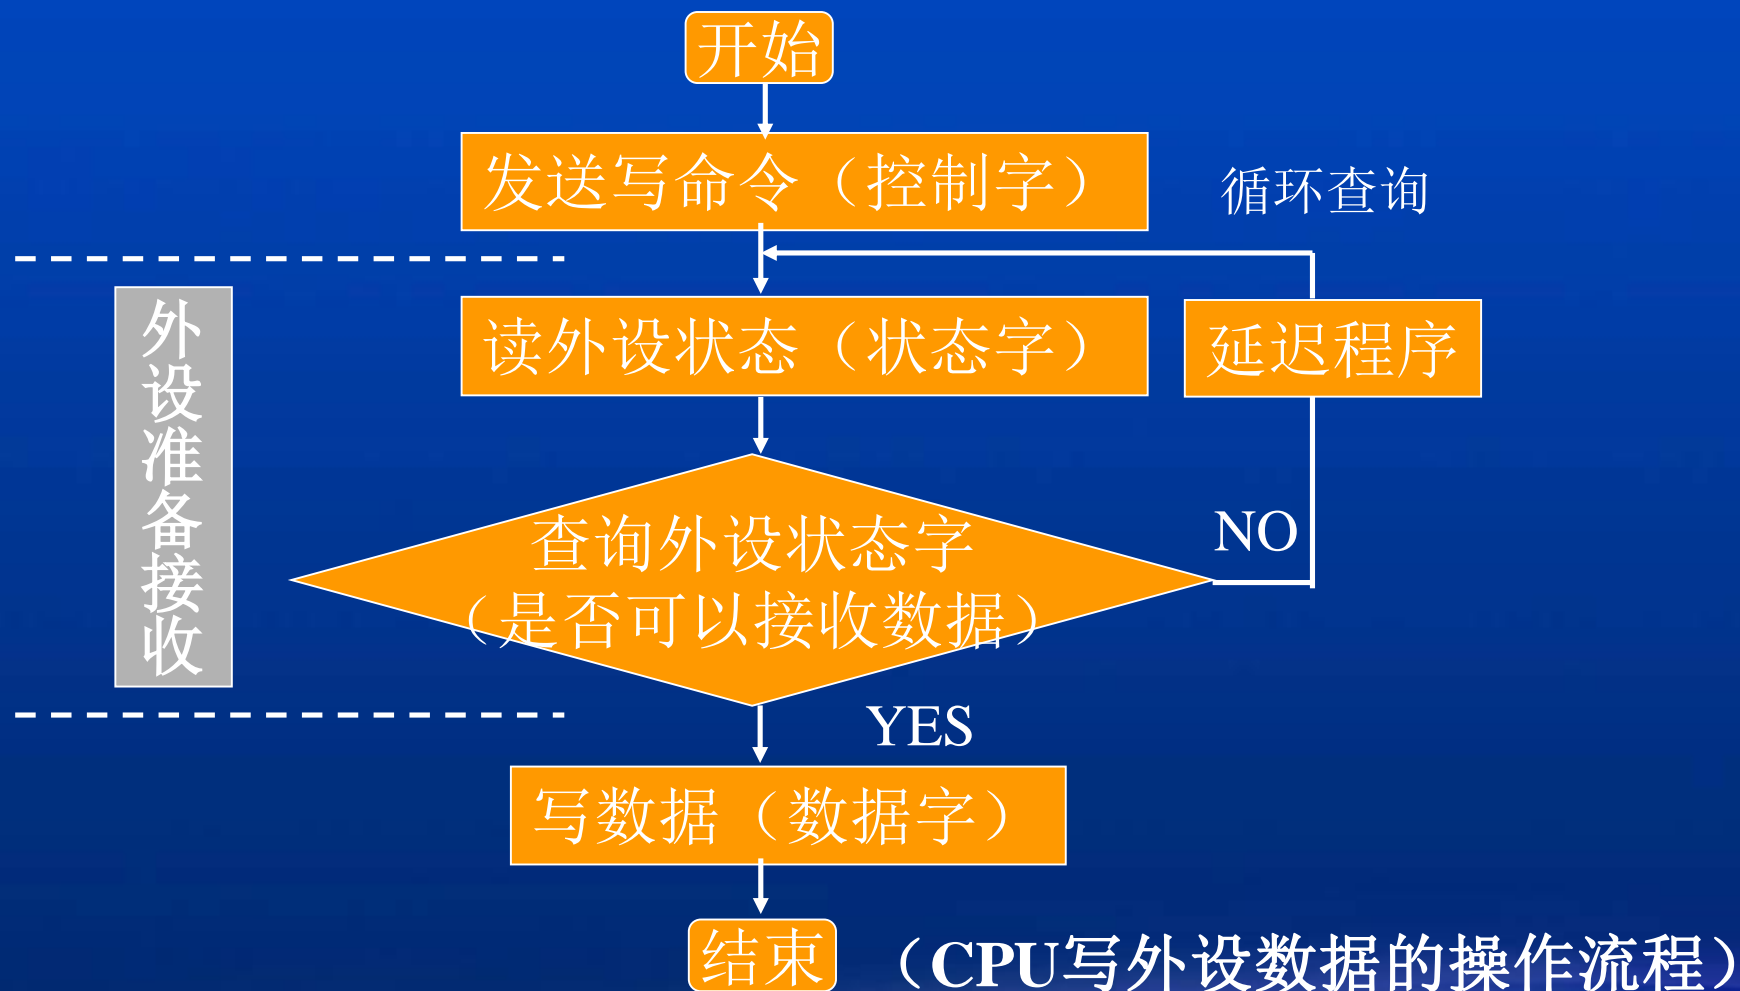 开始
发送写命令（控制字）
循环查询
外设准备接收
读外设状态（状态字）
延迟程序
查询外设状态字
（是否可以接收数据）
NO
YES
写数据（数据字）
结束
（CPU写外设数据的操作流程）